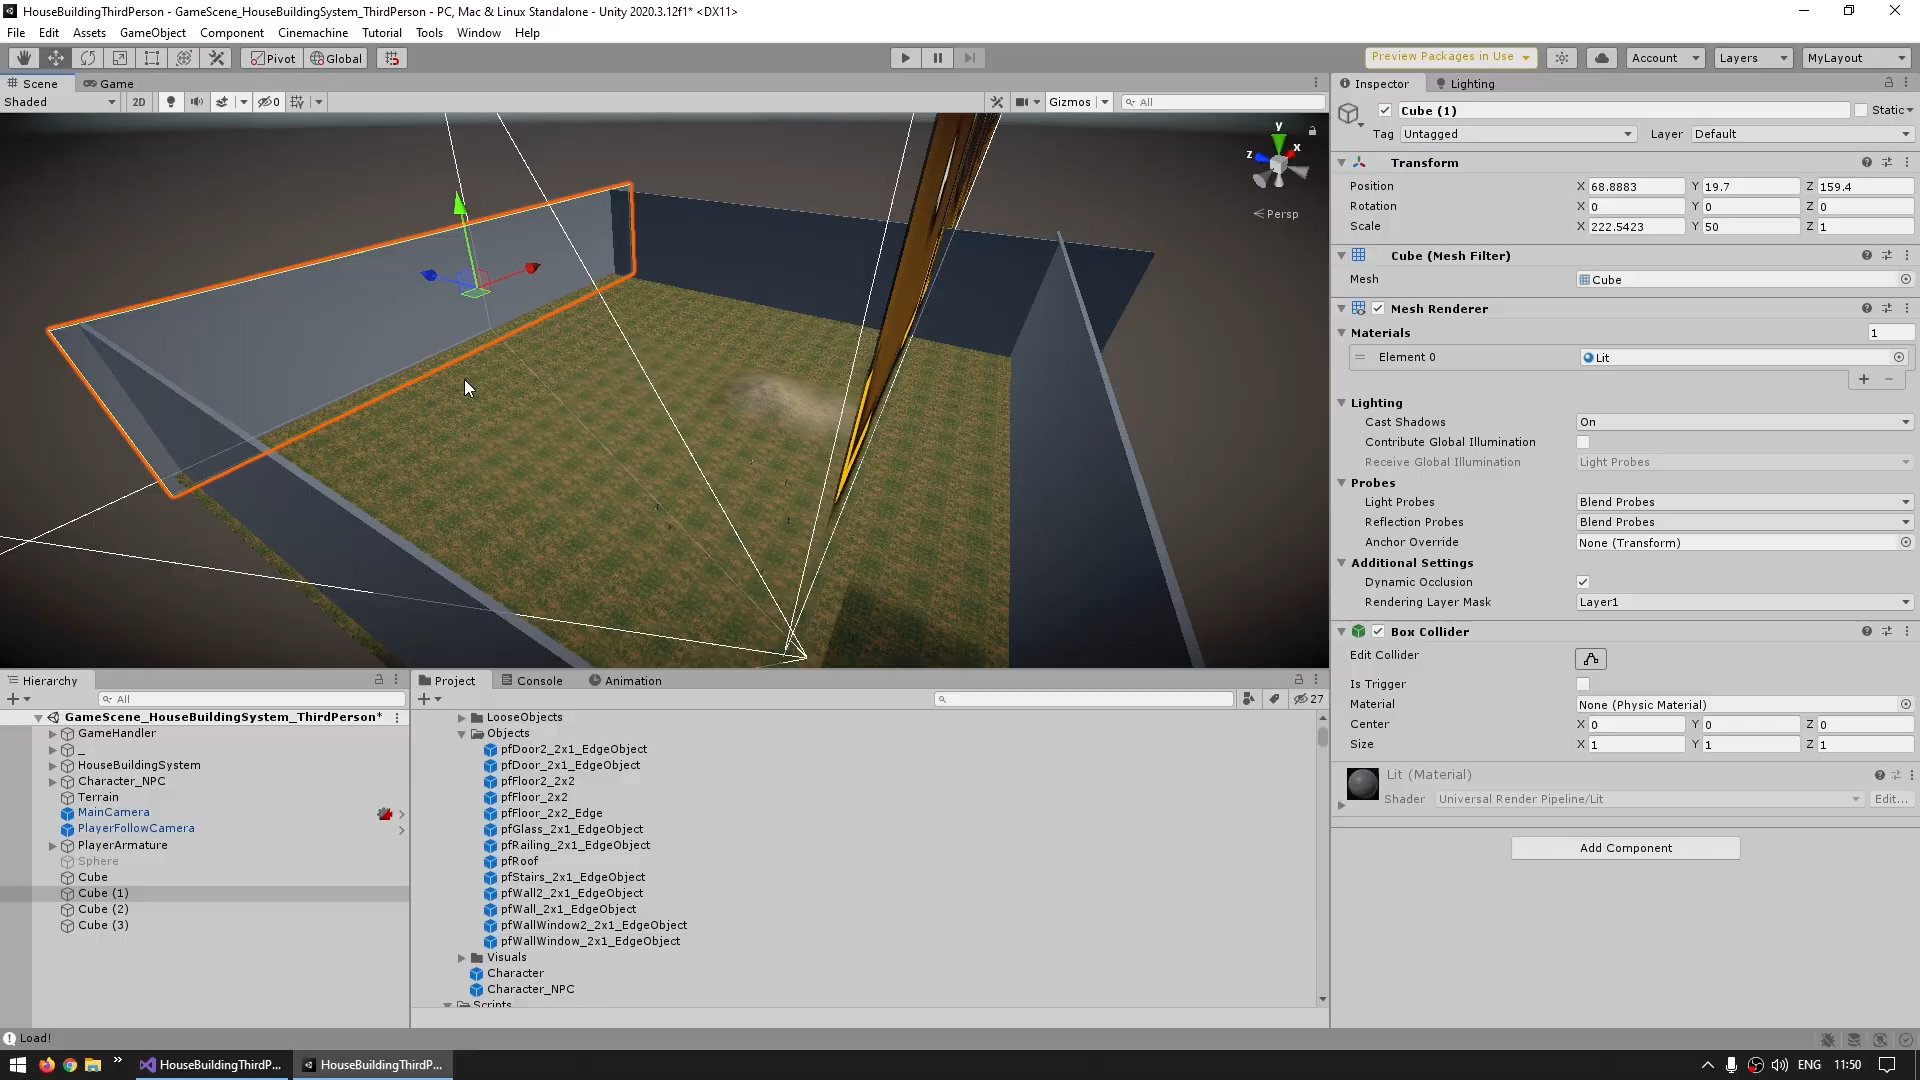 HouseBuildingThirdPerson - GameScene_HouseBuildingSystem_ThirdPerson - PC, Mac & Linux Standalone - Unity 2020.3.12f1* <DX11>
File Edit Assets GameObject Component Cinemachine Tutorial Tools Window Help
Pivot Global Preview Packages in Use Account Layers MyLayout
Scene Game Inspector Lighting
Shaded 2D 0 Gizmos All
Cube (1) Static
Tag Untagged Layer Default
y
z x
Persp
Transform
Position X 68.8883 Y 19.7 Z 159.4
Rotation X 0 Y 0 Z 0
Scale X 222.5423 Y 50 Z 1
Cube (Mesh Filter)
Mesh Cube
Mesh Renderer
Materials 1
Element 0 Lit
Lighting
Cast Shadows On
Contribute Global Illumination
Receive Global Illumination Light Probes
Probes
Light Probes Blend Probes
Reflection Probes Blend Probes
Anchor Override None (Transform)
Additional Settings
Dynamic Occlusion
Rendering Layer Mask Layer1
Box Collider
Edit Collider
Is Trigger
Material None (Physic Material)
Center X 0 Y 0 Z 0
Size X 1 Y 1 Z 1
Lit (Material)
Shader Universal Render Pipeline/Lit Edit...
Add Component
Hierarchy
All
GameScene_HouseBuildingSystem_ThirdPerson*
GameHandler
_
HouseBuildingSystem
Character_NPC
Terrain
MainCamera
PlayerFollowCamera
PlayerArmature
Sphere
Cube
Cube (1)
Cube (2)
Cube (3)
Project Console Animation
27
LooseObjects
Objects
pfDoor2_2x1_EdgeObject
pfDoor_2x1_EdgeObject
pfFloor2_2x2
pfFloor_2x2
pfFloor_2x2_Edge
pfGlass_2x1_EdgeObject
pfRailing_2x1_EdgeObject
pfRoof
pfStairs_2x1_EdgeObject
pfWall2_2x1_EdgeObject
pfWall_2x1_EdgeObject
pfWallWindow2_2x1_EdgeObject
pfWallWindow_2x1_EdgeObject
Visuals
Character
Character_NPC
Scripts
Load!
HouseBuildingThirdP... HouseBuildingThirdP... ENG 11:50